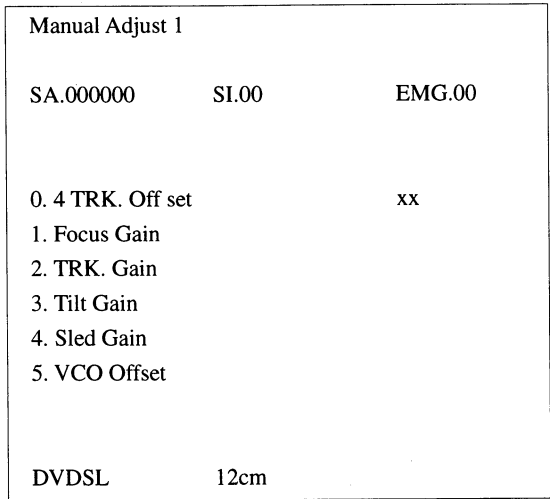 Manual Adjust 1
SA.000000 SI.00 EMG.00
0. 4 TRK. Off set xx
1. Focus Gain
2. TRK. Gain
3. Tilt Gain
4. Sled Gain
5. VCO Offset
DVDSL 12cm